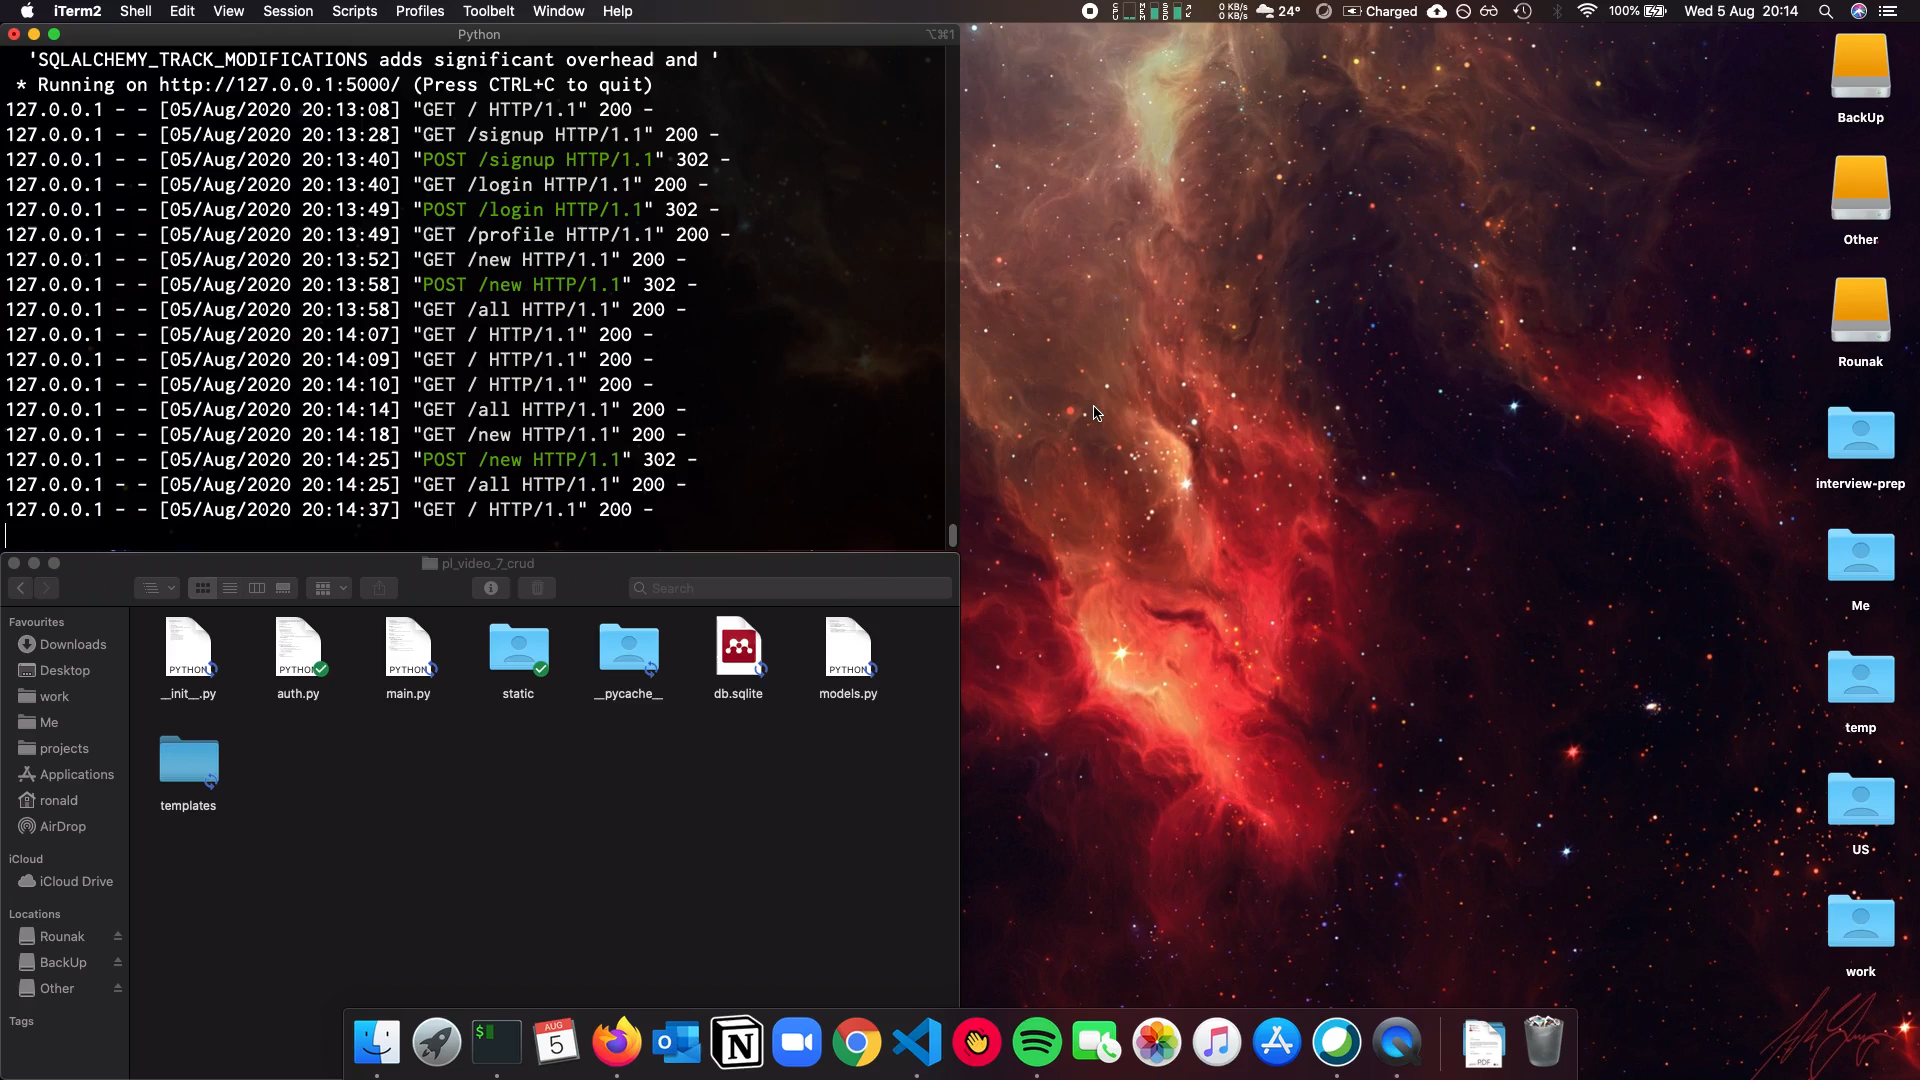 iTerm2 Shell Edit View Session Scripts Profiles Toolbelt Window Help
0 KB/s
0 KB/s
24° Charged 100% Wed 5 Aug 20:14
Python
⌥⌘1
'SQLALCHEMY_TRACK_MODIFICATIONS adds significant overhead and '
* Running on http://127.0.0.1:5000/ (Press CTRL+C to quit)
127.0.0.1 - - [05/Aug/2020 20:13:08] "GET / HTTP/1.1" 200 -
127.0.0.1 - - [05/Aug/2020 20:13:28] "GET /signup HTTP/1.1" 200 -
127.0.0.1 - - [05/Aug/2020 20:13:40] "POST /signup HTTP/1.1" 302 -
127.0.0.1 - - [05/Aug/2020 20:13:40] "GET /login HTTP/1.1" 200 -
127.0.0.1 - - [05/Aug/2020 20:13:49] "POST /login HTTP/1.1" 302 -
127.0.0.1 - - [05/Aug/2020 20:13:49] "GET /profile HTTP/1.1" 200 -
127.0.0.1 - - [05/Aug/2020 20:13:52] "GET /new HTTP/1.1" 200 -
127.0.0.1 - - [05/Aug/2020 20:13:58] "POST /new HTTP/1.1" 302 -
127.0.0.1 - - [05/Aug/2020 20:13:58] "GET /all HTTP/1.1" 200 -
127.0.0.1 - - [05/Aug/2020 20:14:07] "GET / HTTP/1.1" 200 -
127.0.0.1 - - [05/Aug/2020 20:14:09] "GET / HTTP/1.1" 200 -
127.0.0.1 - - [05/Aug/2020 20:14:10] "GET / HTTP/1.1" 200 -
127.0.0.1 - - [05/Aug/2020 20:14:14] "GET /all HTTP/1.1" 200 -
127.0.0.1 - - [05/Aug/2020 20:14:18] "GET /new HTTP/1.1" 200 -
127.0.0.1 - - [05/Aug/2020 20:14:25] "POST /new HTTP/1.1" 302 -
127.0.0.1 - - [05/Aug/2020 20:14:25] "GET /all HTTP/1.1" 200 -
127.0.0.1 - - [05/Aug/2020 20:14:37] "GET / HTTP/1.1" 200 -
pl_video_7_crud
Search
Favourites
Downloads
Desktop
work
Me
projects
Applications
ronald
AirDrop
iCloud
iCloud Drive
Locations
Rounak
BackUp
Other
Tags
PYTHON PYTHON PYTHON PYTHON
__init__.py auth.py main.py static __pycache__ db.sqlite models.py
templates
BackUp
Other
Rounak
interview-prep
Me
temp
US
work
$
AUG
5
PDF